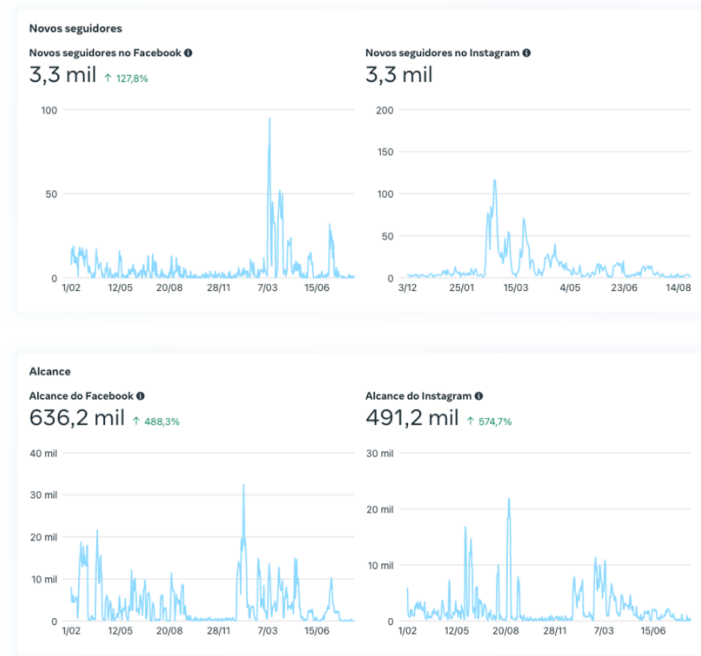 Novos seguidores
Novos seguidores no Facebook
3,3 mil ↑ 127,8%
100
50
0
1/02 12/05 20/08 28/11 7/03 15/06
Novos seguidores no Instagram
3,3 mil
200
150
100
50
0
3/12 25/01 15/03 4/05 23/06 14/08
Alcance
Alcance do Facebook
636,2 mil ↑ 488,3%
40 mil
30 mil
20 mil
10 mil
0
1/02 12/05 20/08 28/11 7/03 15/06
Alcance do Instagram
491,2 mil ↑ 574,7%
30 mil
20 mil
10 mil
0
1/02 12/05 20/08 28/11 7/03 15/06